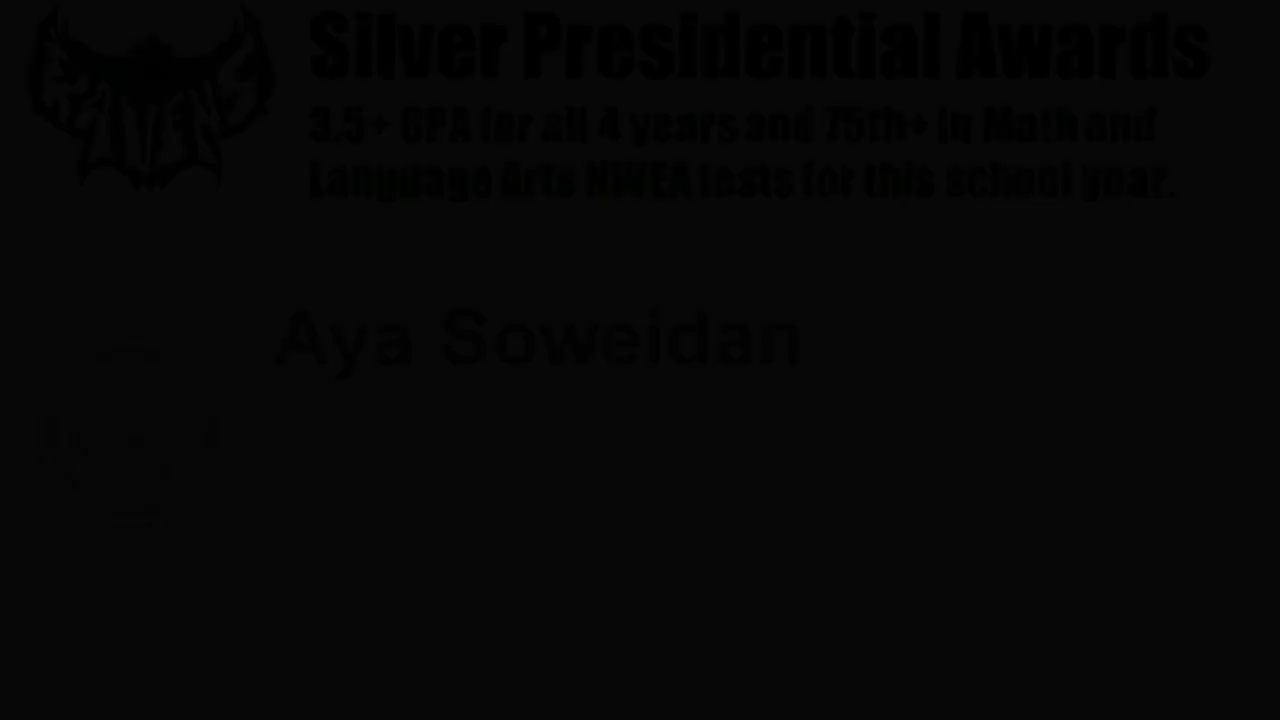 RAVENS
Silver Presidential Awards
3.5+ GPA for all 4 years and 75th+ in Math and
Language Arts NWEA tests for this school year.
Aya Soweidan